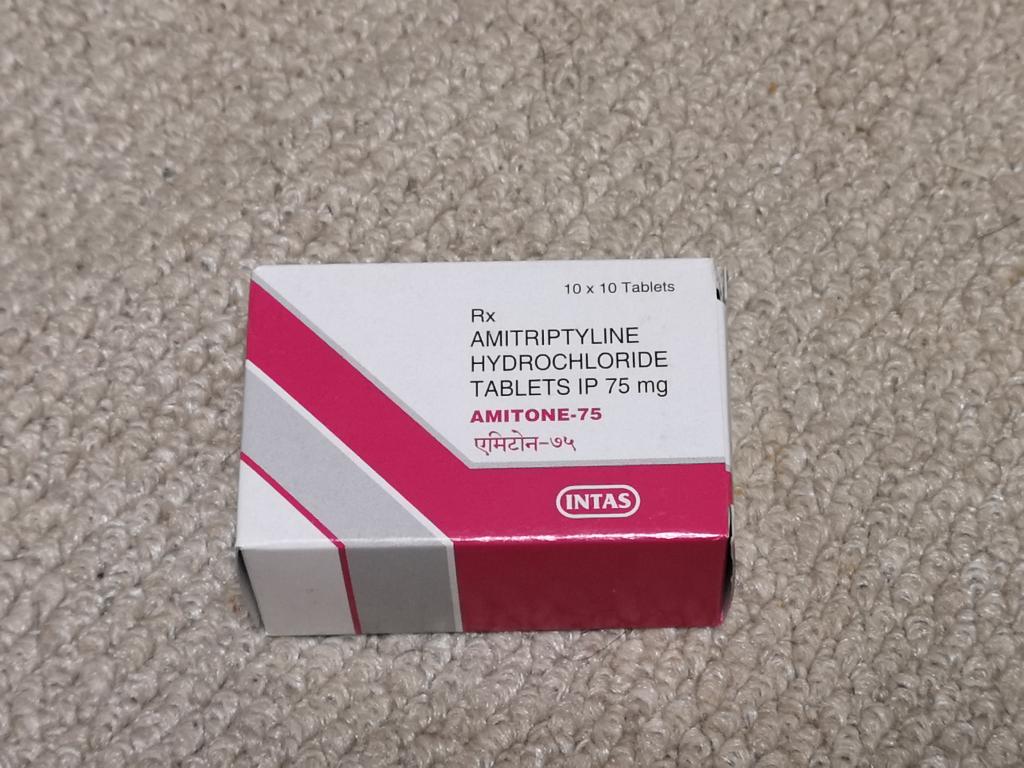 10 x 10 Tablets
Rx
AMITRIPTYLINE
HYDROCHLORIDE
TABLETS IP 75 mg
AMITONE-75
एमिटोन-७५
INTAS